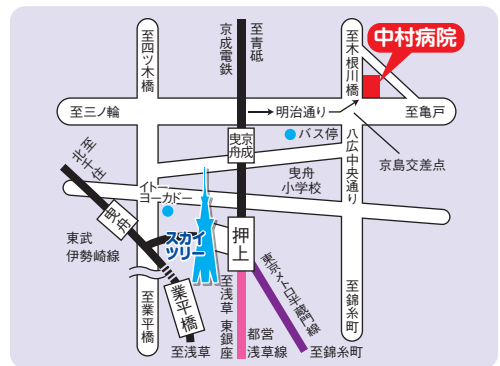 至四ツ木橋
京成電鉄
至青砥
至木根川橋
中村病院
至三ノ輪
明治通り
至亀戸
バス停
京成曳舟
曳舟
小学校
八広中央通り
京島交差点
北至千住
イトー
ヨーカドー
曳舟
東武
伊勢崎線
スカイ
ツリー
押上
業平橋
至業平橋
至浅草
至浅草 東銀座
都営
浅草線
東京メトロ半蔵門線
至錦糸町
至錦糸町